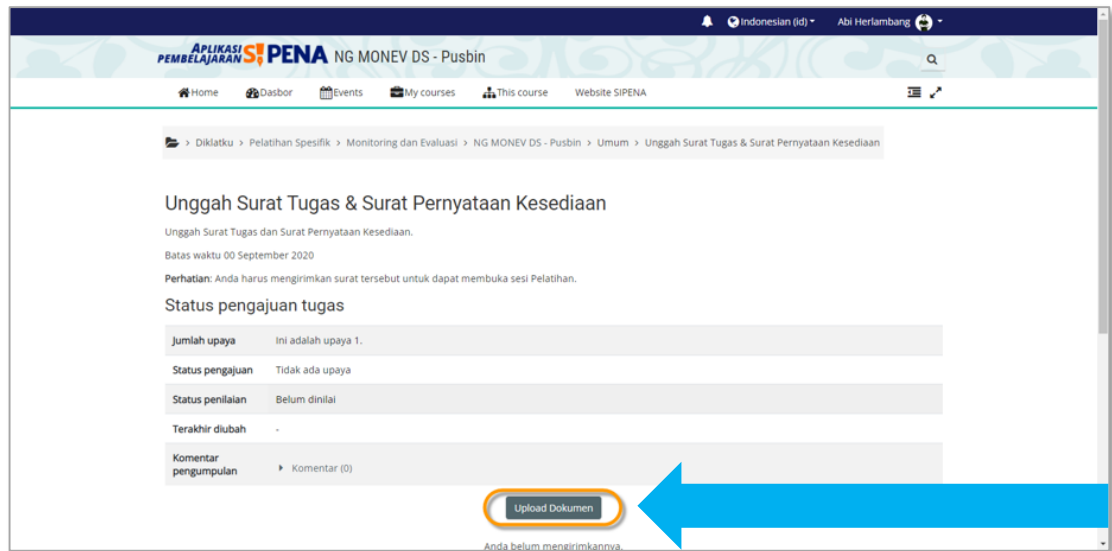 Indonesian (id) Abi Herlambang
APLIKASI PEMBELAJARAN S!PENA NG MONEV DS - Pusbin
Home Dasbor Events My courses This course Website SIPENA
> Diklatku > Pelatihan Spesifik > Monitoring dan Evaluasi > NG MONEV DS - Pusbin > Umum > Unggah Surat Tugas & Surat Pernyataan Kesediaan
Unggah Surat Tugas & Surat Pernyataan Kesediaan
Unggah Surat Tugas dan Surat Pernyataan Kesediaan.
Batas waktu 00 September 2020
Perhatian: Anda harus mengirimkan surat tersebut untuk dapat membuka sesi Pelatihan.
Status pengajuan tugas
Jumlah upaya Ini adalah upaya 1.
Status pengajuan Tidak ada upaya
Status penilaian Belum dinilai
Terakhir diubah -
Komentar pengumpulan Komentar (0)
Upload Dokumen
Anda belum mengirimkannya.